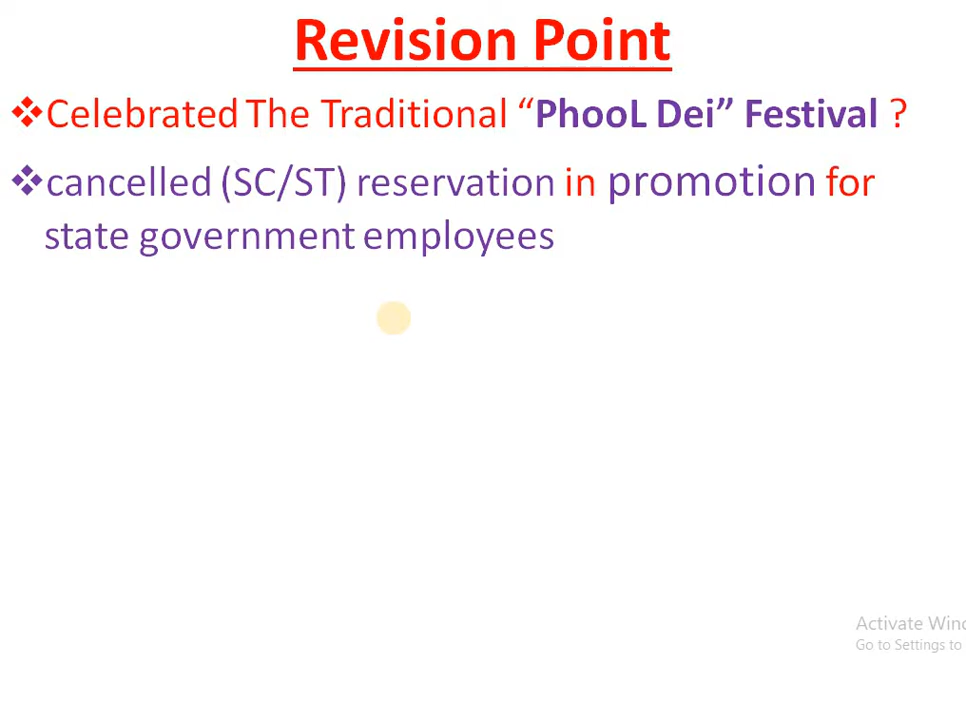 Revision Point
❖Celebrated The Traditional “PhooL Dei” Festival ?
❖cancelled (SC/ST) reservation in promotion for
state government employees
Activate Wind
Go to Settings to